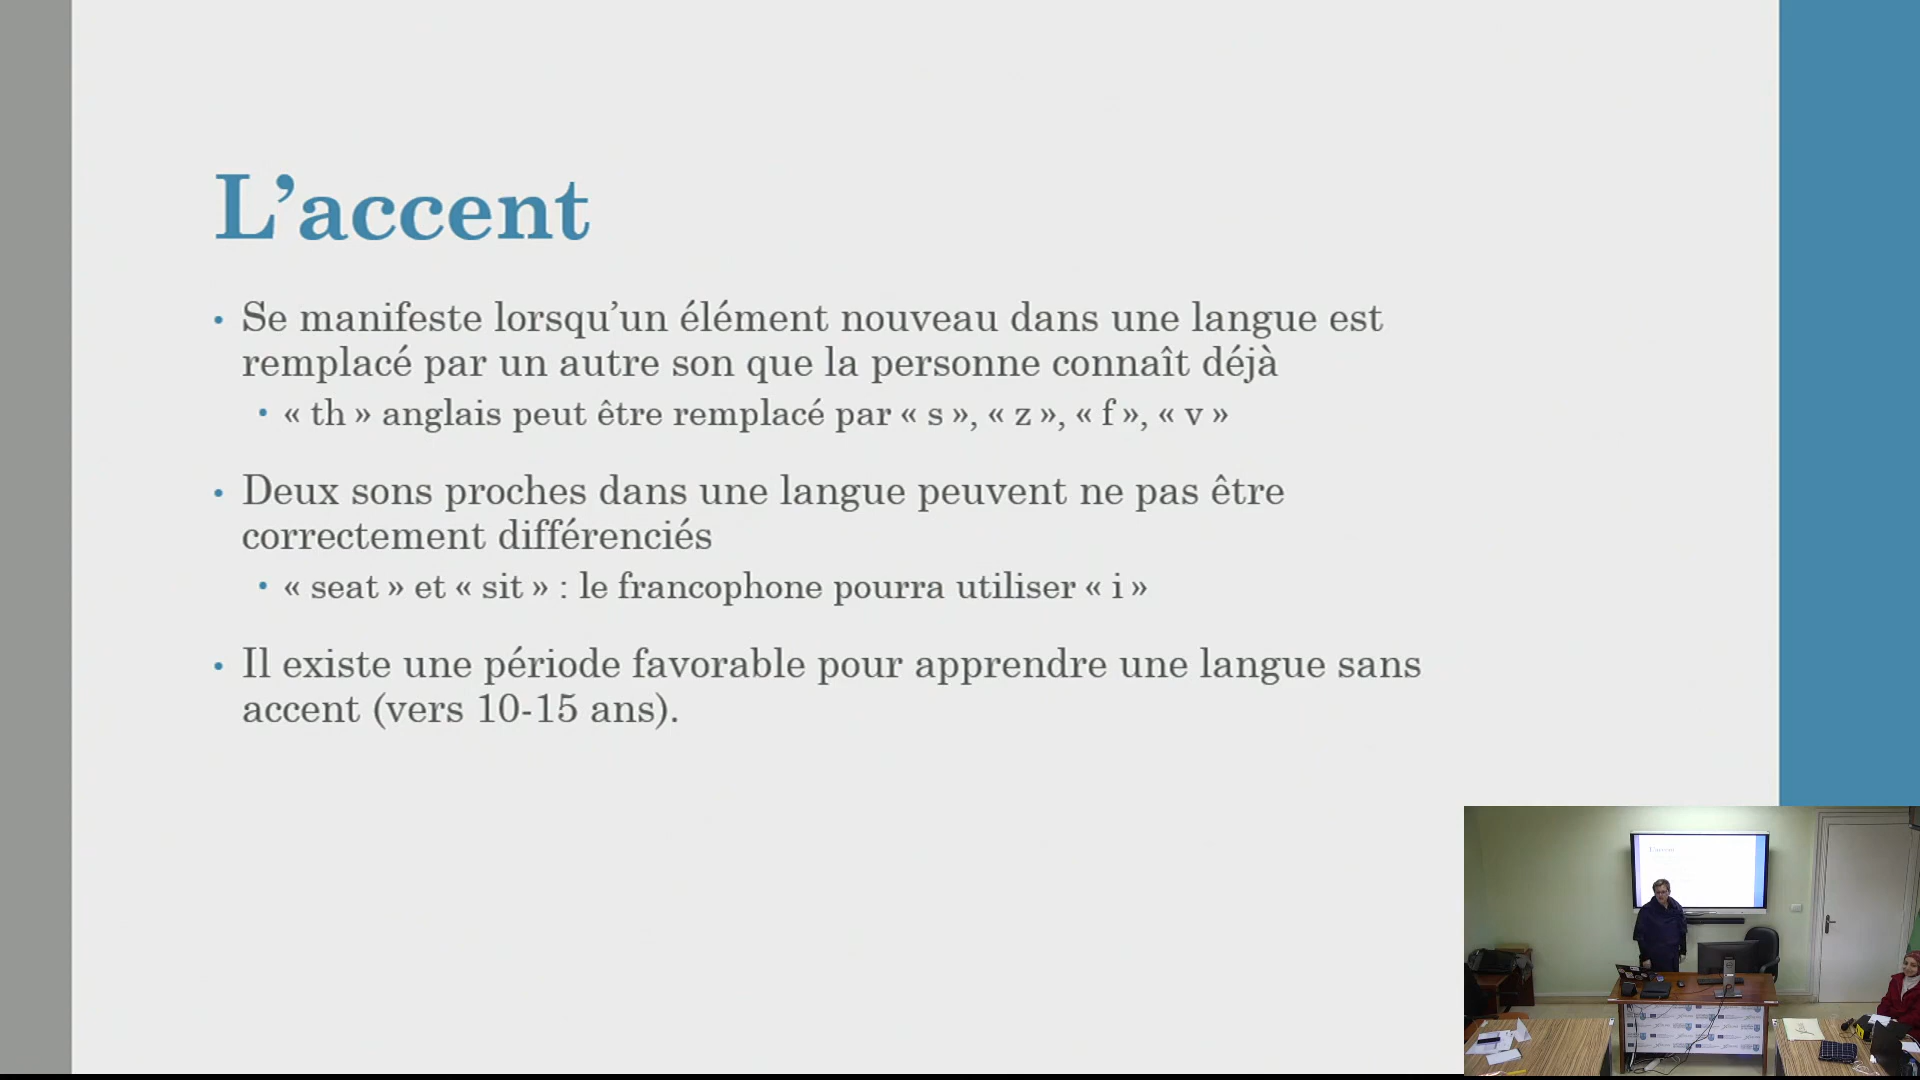 L’accent
• Se manifeste lorsqu’un élément nouveau dans une langue est
remplacé par un autre son que la personne connaît déjà
• « th » anglais peut être remplacé par « s », « z », « f », « v »
• Deux sons proches dans une langue peuvent ne pas être
correctement différenciés
• « seat » et « sit » : le francophone pourra utiliser « i »
• Il existe une période favorable pour apprendre une langue sans
accent (vers 10-15 ans).